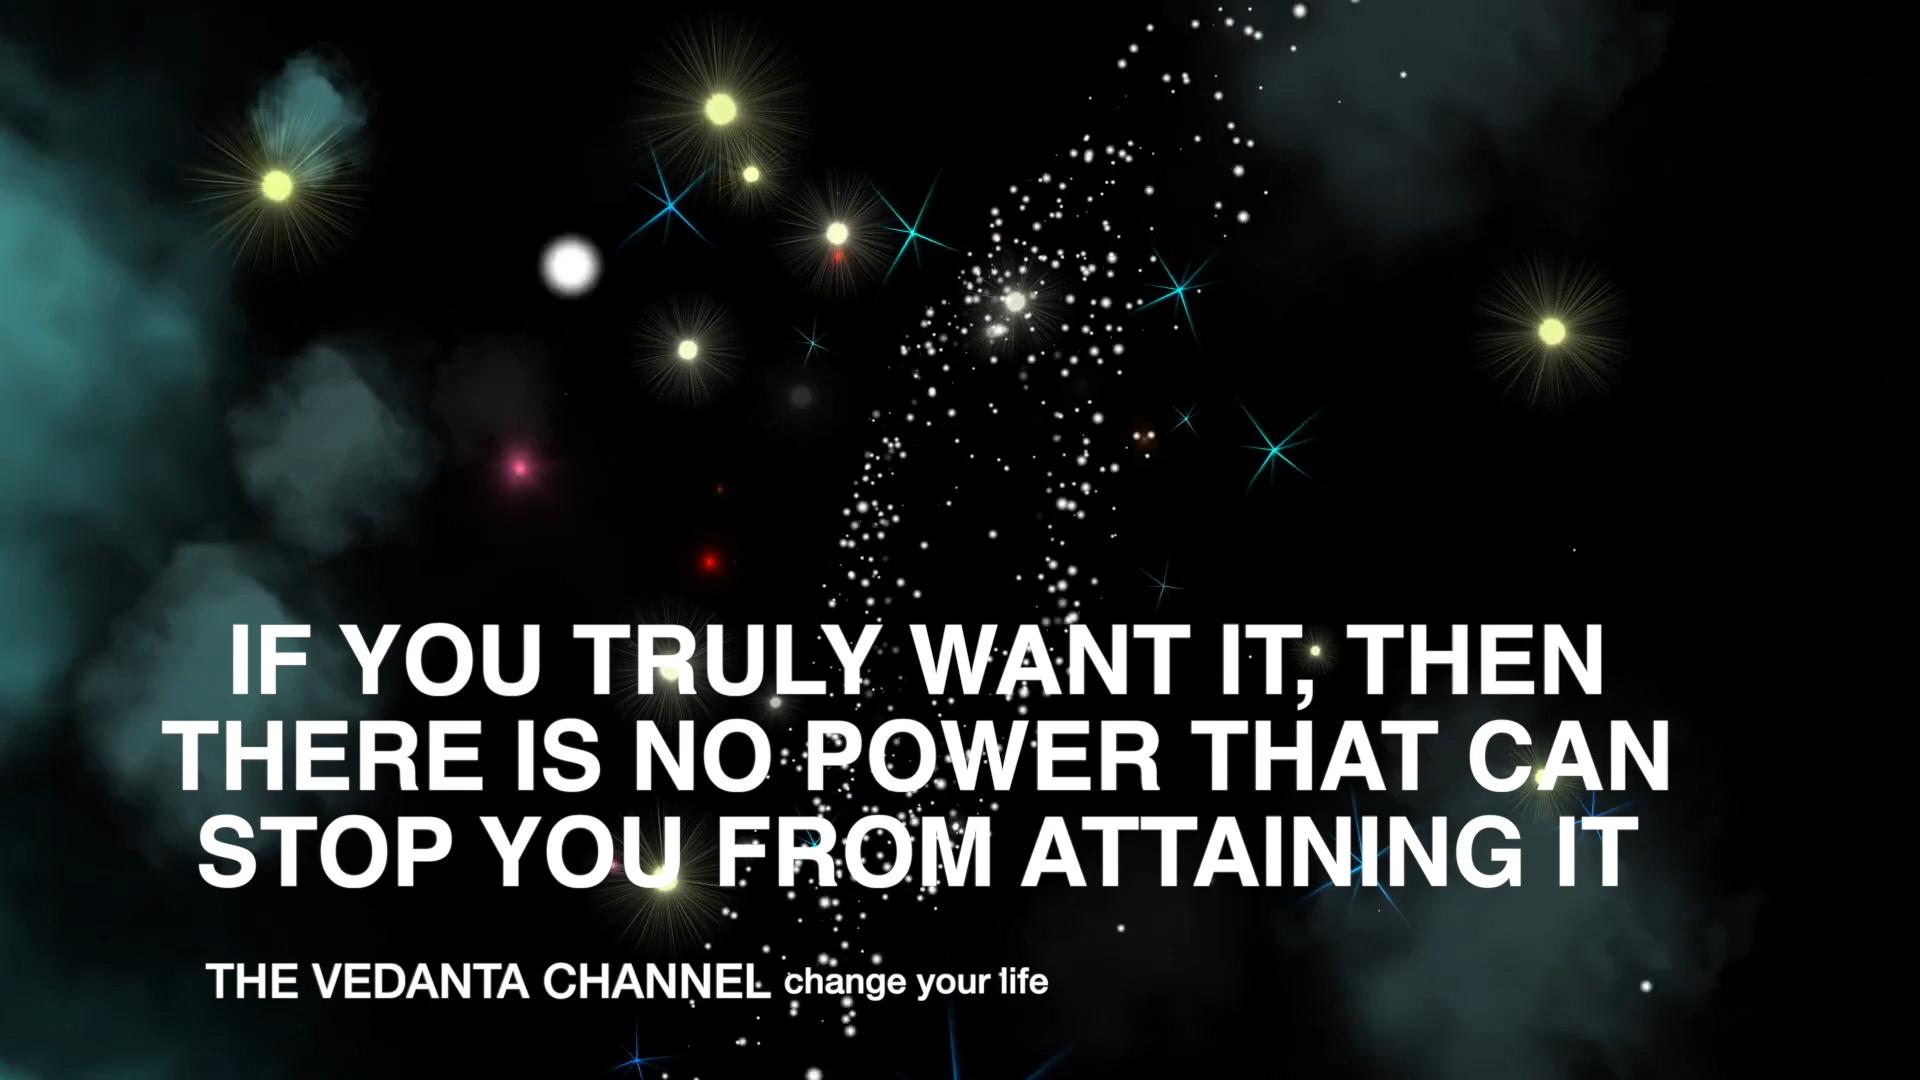 IF YOU TRULY WANT IT, THEN
THERE IS NO POWER THAT CAN
STOP YOU FROM ATTAINING IT
THE VEDANTA CHANNEL change your life